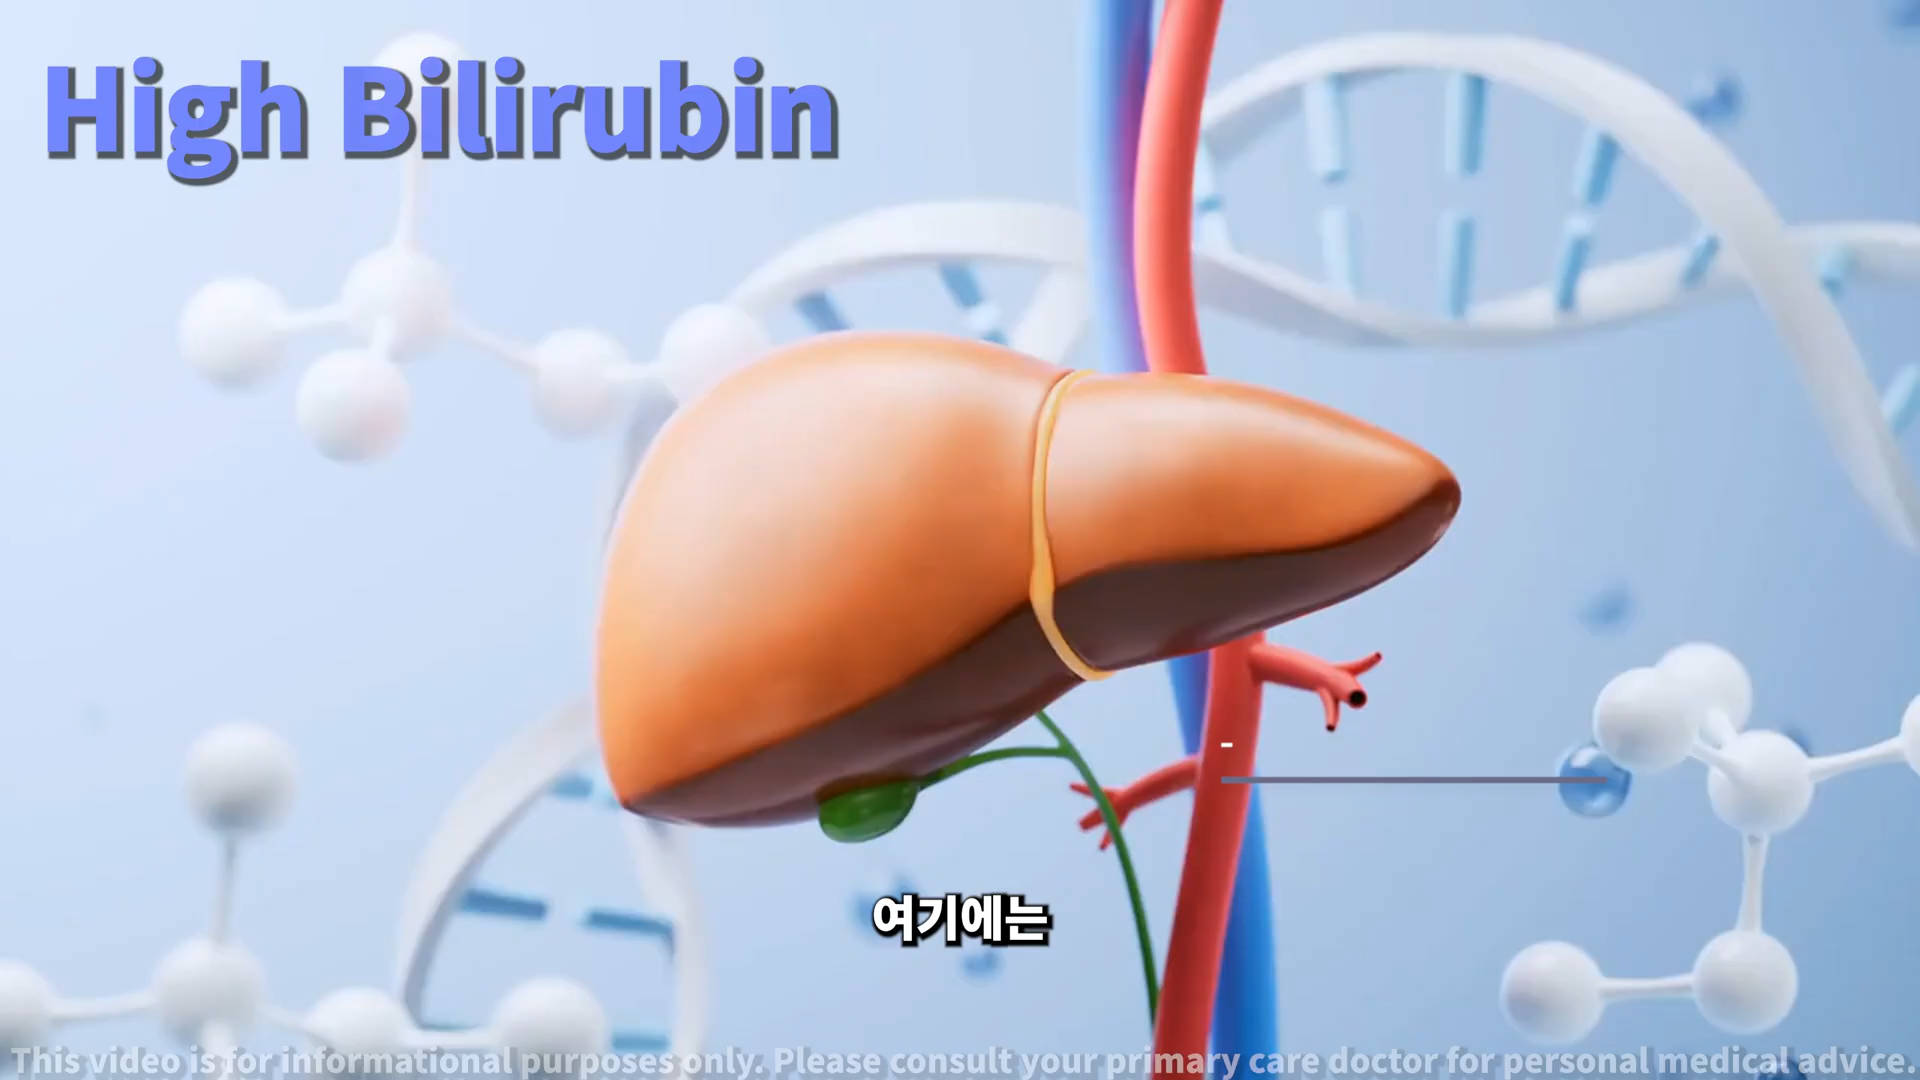 High Bilirubin
-
여기에는
This video is for informational purposes only. Please consult your primary care doctor for personal medical advice.